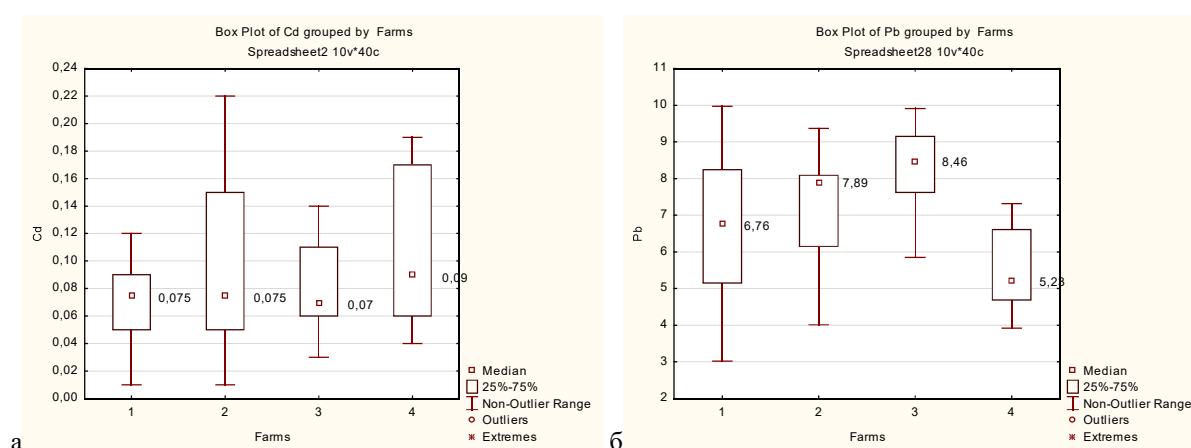 Box Plot of Cd grouped by Farms
Spreadsheet2 10v*40c
0,24
0,22
0,20
0,18
0,16
0,14
0,12
0,10
0,08
0,06
0,04
0,02
0,00
Cd
0,075
0,075
0,07
0,09
1 2 3 4
Farms
Median
25%-75%
Non-Outlier Range
Outliers
Extremes
а
Box Plot of Pb grouped by Farms
Spreadsheet28 10v*40c
11
10
9
8
7
6
5
4
3
2
Pb
6,76
7,89
8,46
5,23
1 2 3 4
Farms
Median
25%-75%
Non-Outlier Range
Outliers
Extremes
б